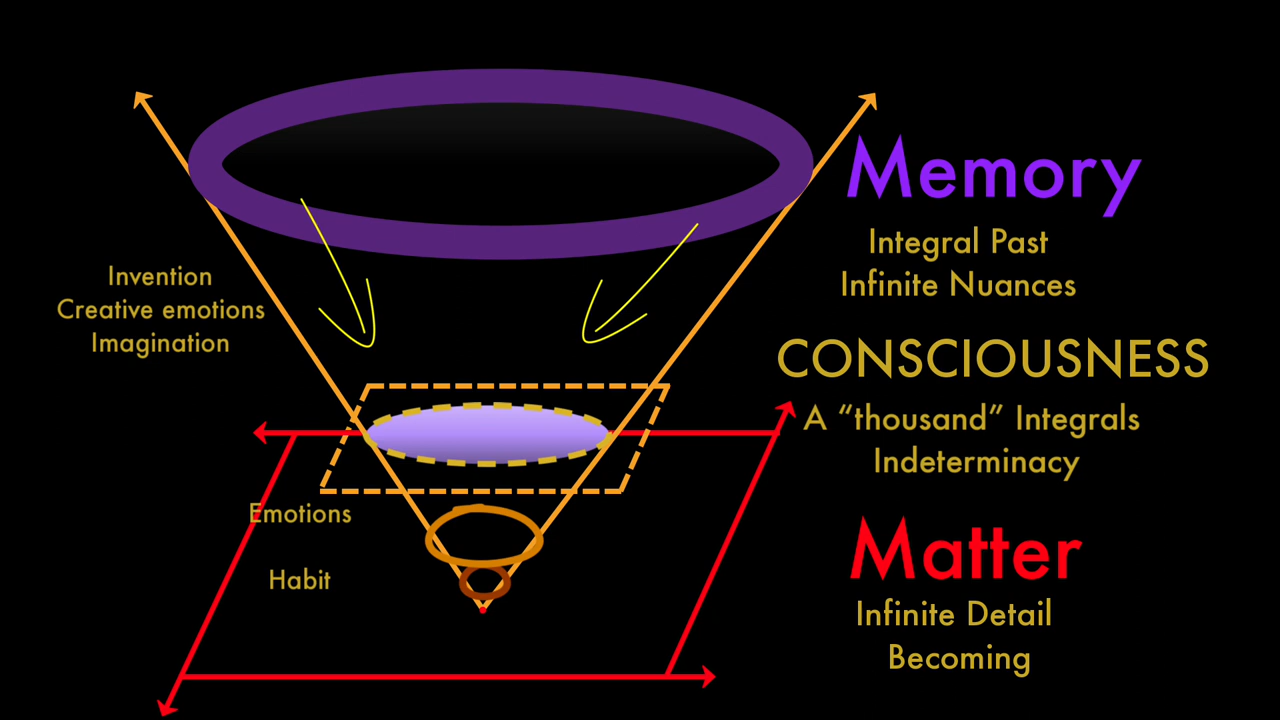 Memory
Integral Past
Infinite Nuances
Invention
Creative emotions
Imagination
CONSCIOUSNESS
A “thousand” Integrals
Indeterminacy
Emotions
Habit
Matter
Infinite Detail
Becoming